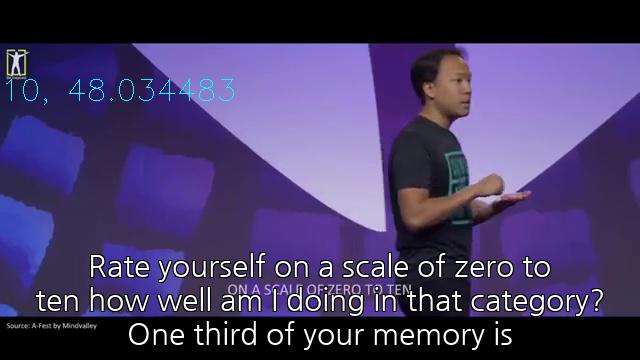 10, 48.034483
Rate yourself on a scale of zero to
ON A SCALE OF ZERO TO TEN
ten how well am I doing in that category?
Source: A-Fest by Mindvalley
One third of your memory is